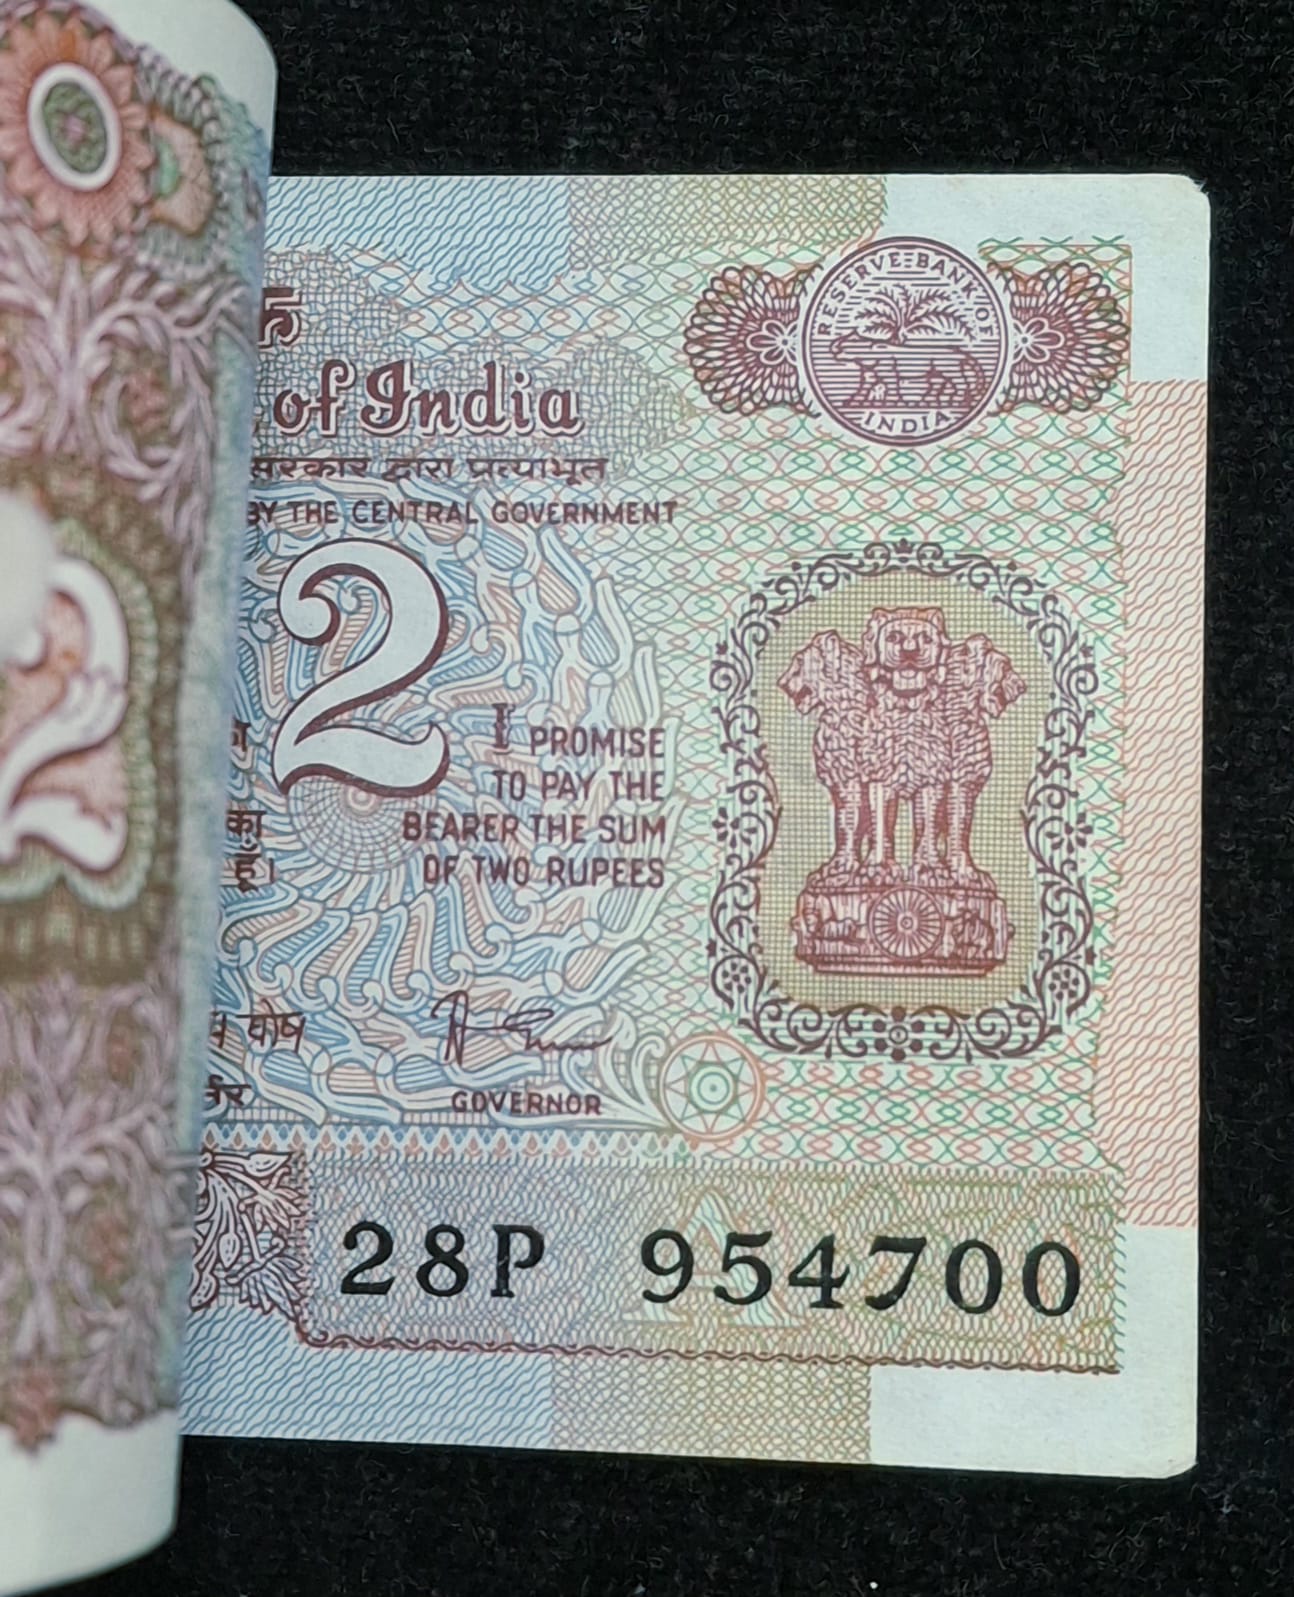 RESERVE BANK OF
INDIA
of India
सरकार द्वारा प्रत्याभूत
BY THE CENTRAL GOVERNMENT
2
2
I PROMISE
TO PAY THE
BEARER THE SUM
OF TWO RUPEES
का
हूँ।
घोष
GOVERNOR
28P 954700
A